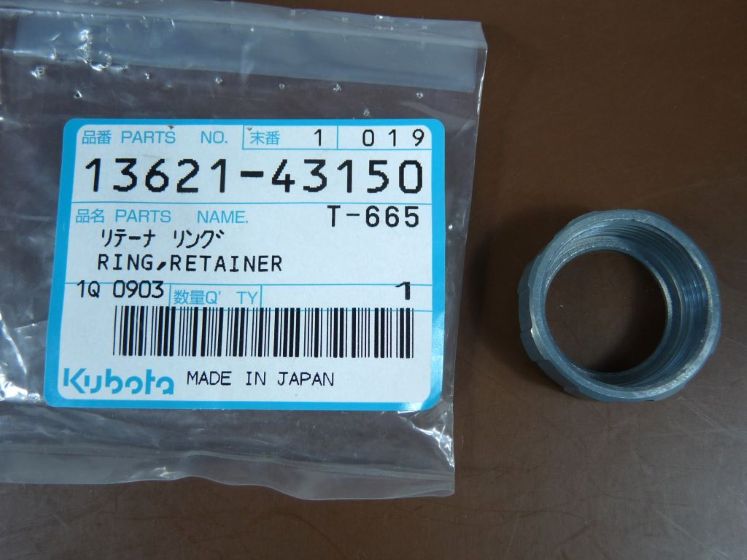 品番 PARTS NO. 末番 1 019
13621-43150
品名 PARTS NAME. T-665
リテーナ リング
RING,RETAINER
1Q 0903 数量Q'TY 1
Kubota MADE IN JAPAN